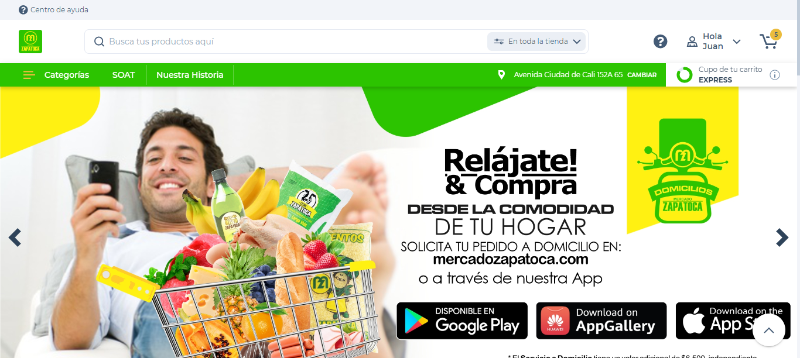 Centro de ayuda
ZAPATOCA
Busca tus productos aquí
En toda la tienda
Hola
Juan
5
Categorías
SOAT
Nuestra Historia
Avenida Ciudad de Cali 152A 65 CAMBIAR
Cupo de tu carrito
EXPRESS
Relájate!
& Compra
DESDE LA COMODIDAD
DE TU HOGAR
SOLICITA TU PEDIDO A DOMICILIO EN:
mercadozapatoca.com
o a través de nuestra App
DOMICILIOS
ZAPATOCA
ZAPATOCA
DISPONIBLE EN
Google Play
HUAWEI
Download on
AppGallery
Download on the
App S
* El Servicio a Domicilio tiene un valor adicional de $6.500, independiente